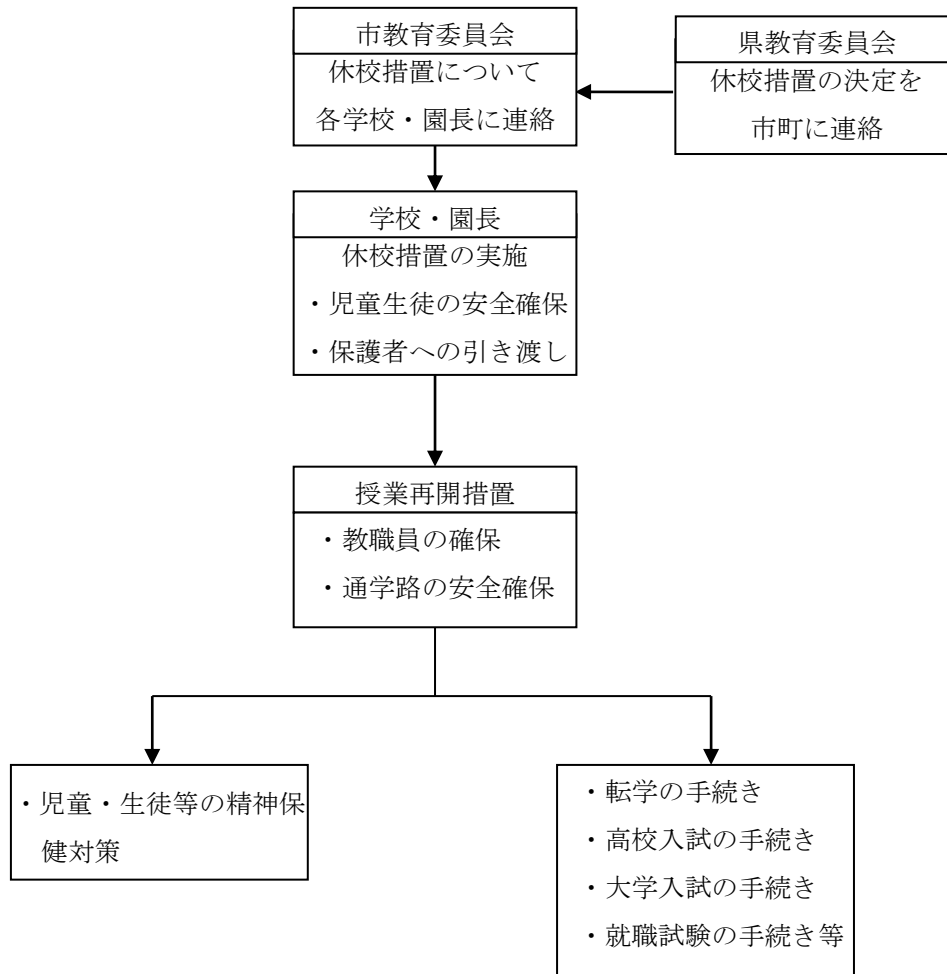 市教育委員会
休校措置について
各学校・園長に連絡
県教育委員会
休校措置の決定を
市町に連絡
学校・園長
休校措置の実施
・児童生徒の安全確保
・保護者への引き渡し
授業再開措置
・教職員の確保
・通学路の安全確保
・児童・生徒等の精神保
健対策
・転学の手続き
・高校入試の手続き
・大学入試の手続き
・就職試験の手続き等